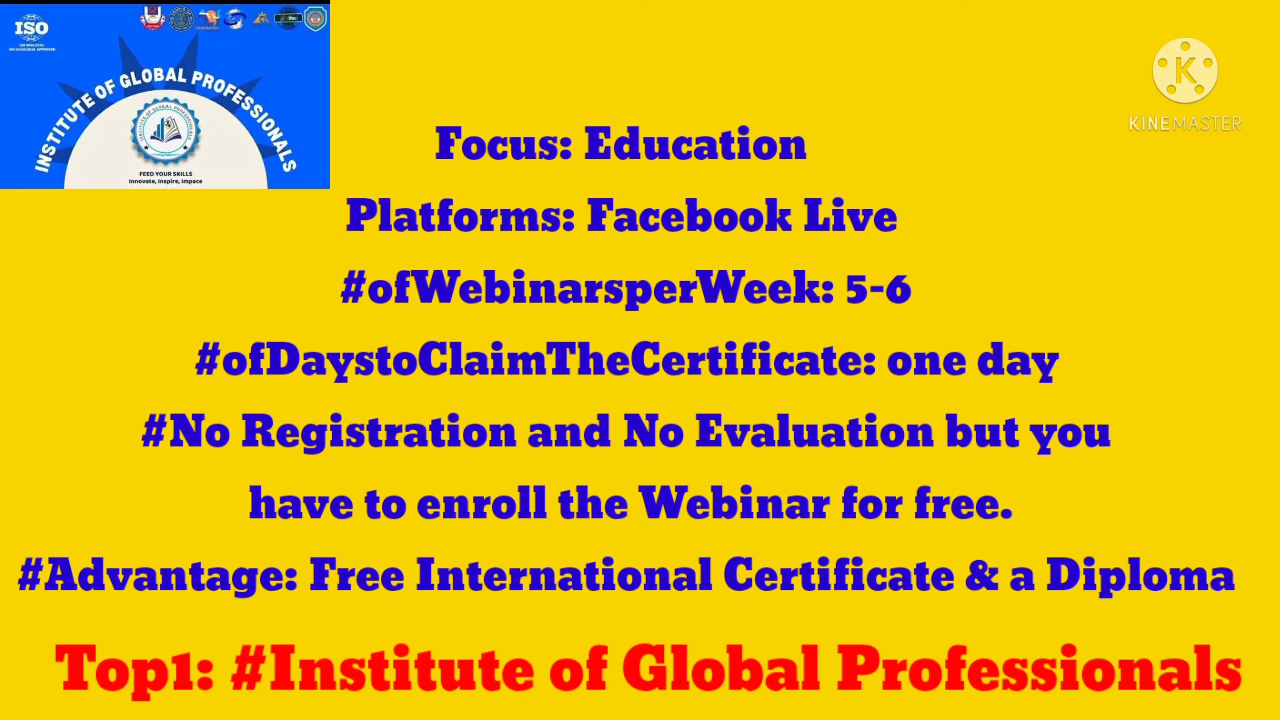 ISO
INSTITUTE OF GLOBAL PROFESSIONALS
FEED YOUR SKILLS
Innovate, Inspire, Impace
K
KINEMASTER
Focus: Education
Platforms: Facebook Live
#ofWebinarsperWeek: 5-6
#ofDaystoClaimTheCertificate: one day
#No Registration and No Evaluation but you
have to enroll the Webinar for free.
#Advantage: Free International Certificate & a Diploma
Top1: #Institute of Global Professionals